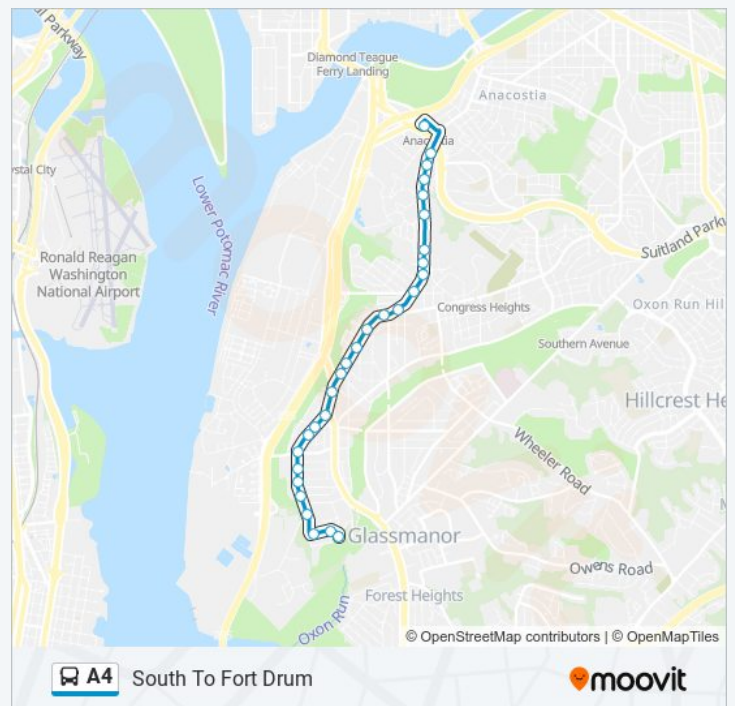 al Parkway
Diamond Teague
Ferry Landing
Anacostia
Anacostia
ystal City
Lower Potomac River
Suitland Park
Ronald Reagan
Washington
National Airport
Congress Heights
Oxon Run Hil
Southern Avenue
Hillcrest He
Wheeler Road
Glassmanor
Owens Road
Forest Heights
Oxon Run
© OpenStreetMap contributors | © OpenMapTiles
A4 South To Fort Drum
moovit